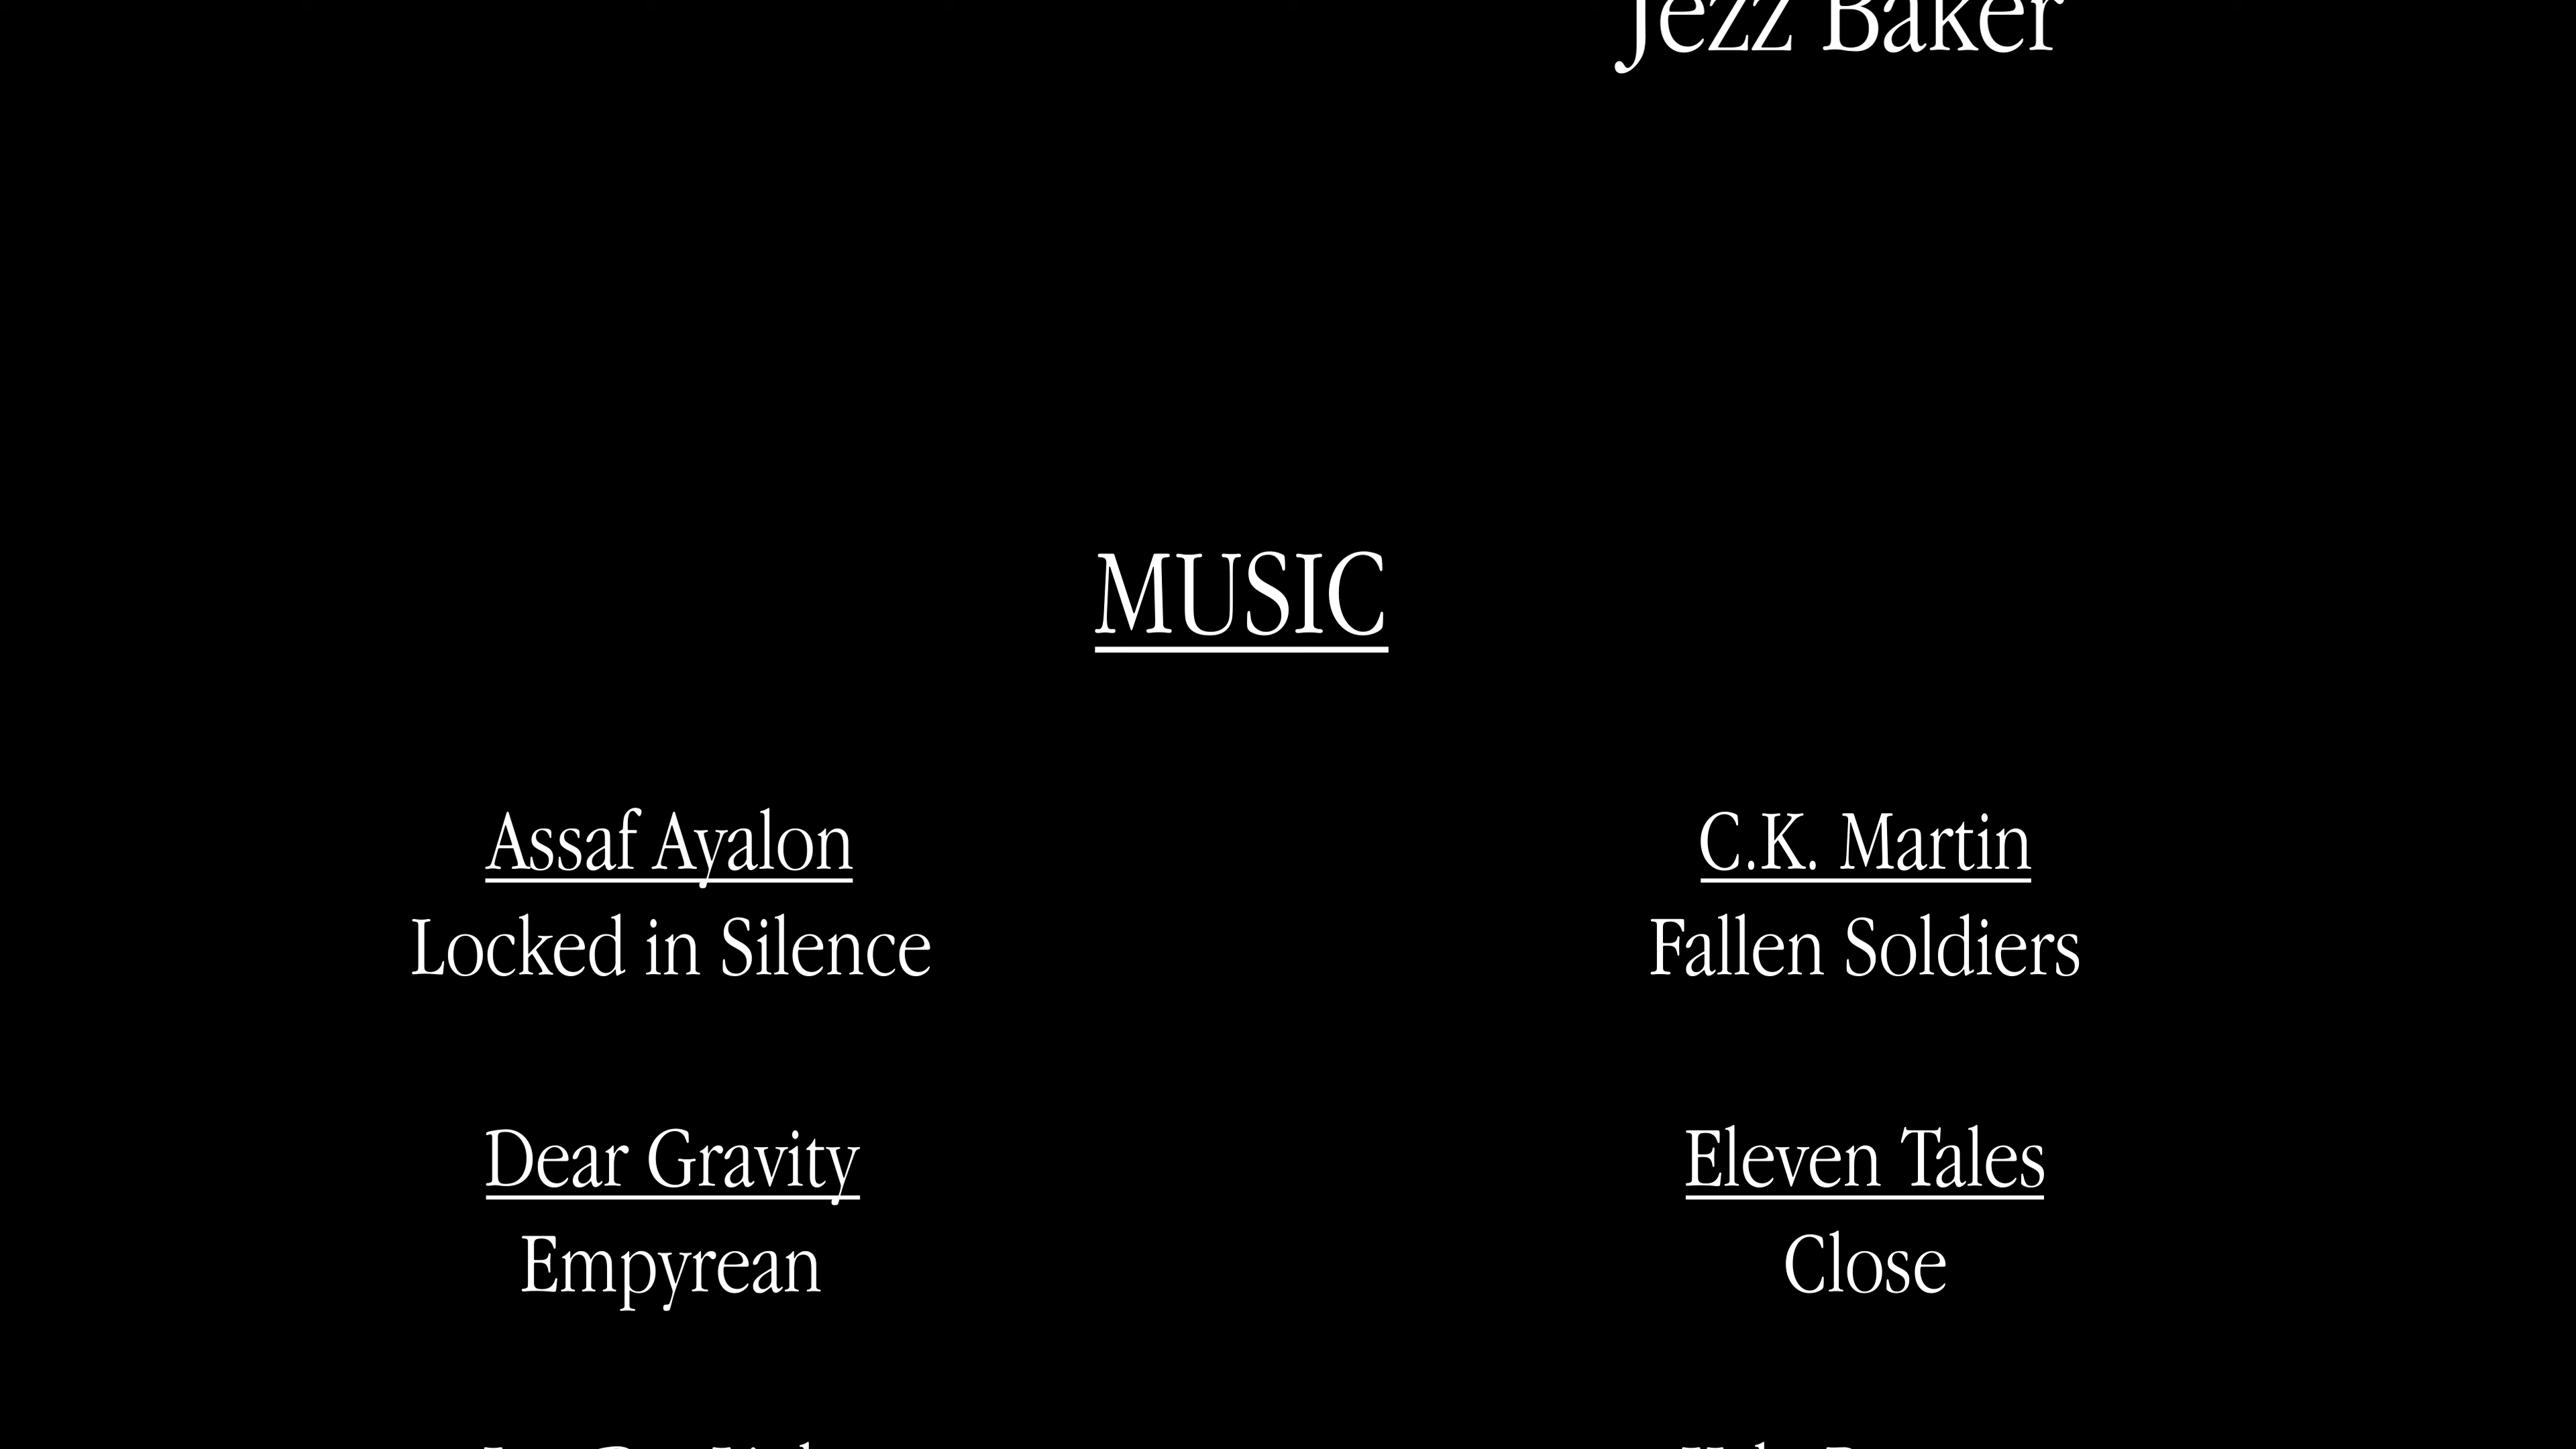 Jezz Baker
MUSIC
Assaf Ayalon
Locked in Silence
C.K. Martin
Fallen Soldiers
Dear Gravity
Empyrean
Eleven Tales
Close